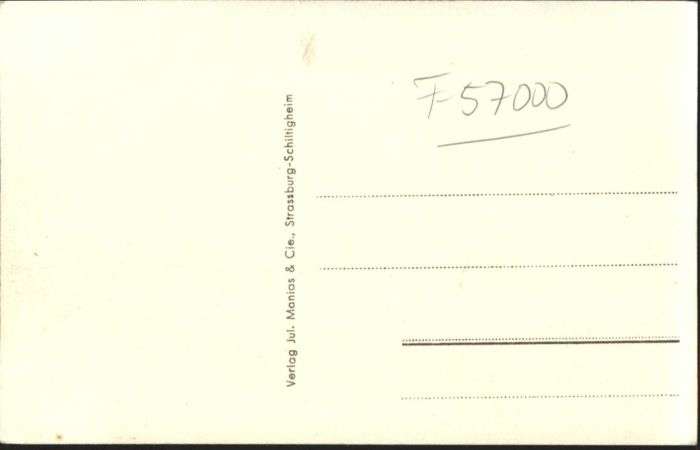 F-57000
Verlag Jul. Manias & Cie., Strassburg-Schiltigheim